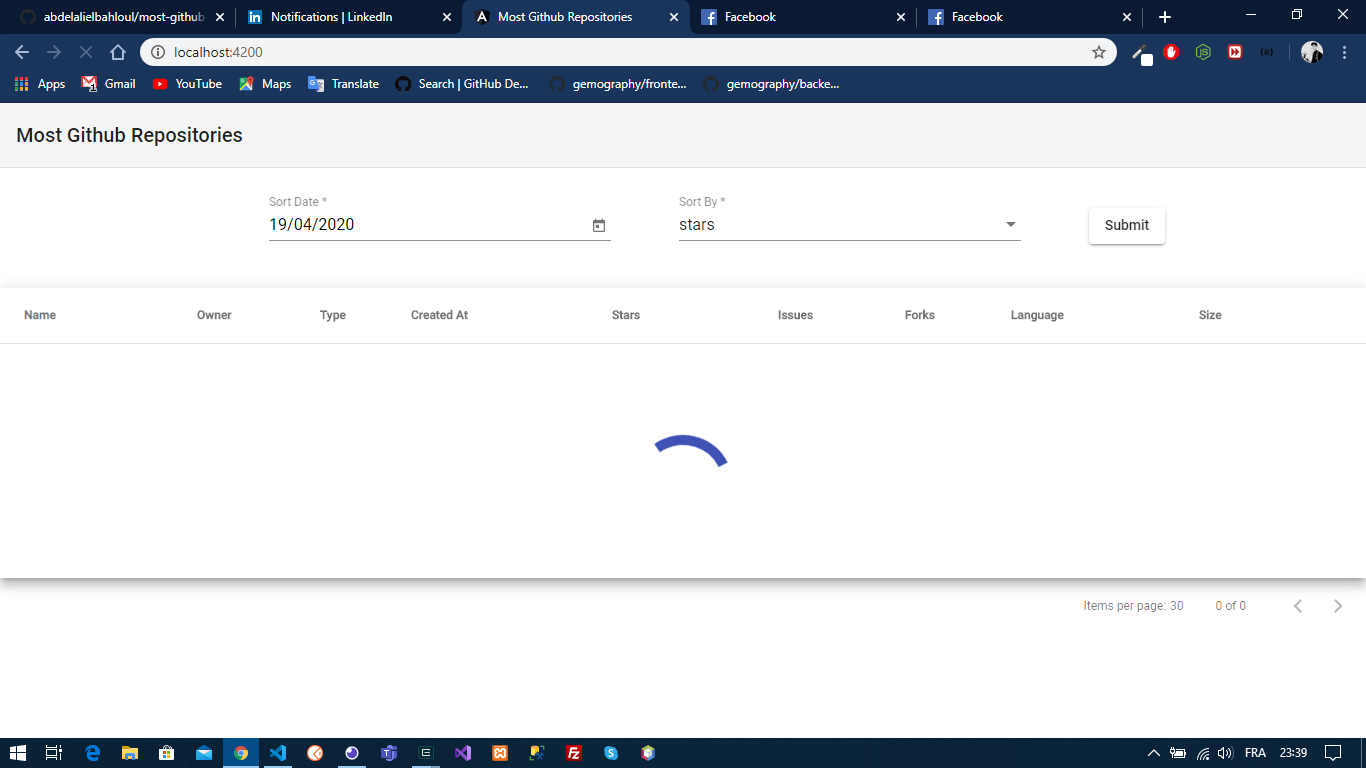 abdelalielbahloul/most-github
Notifications | LinkedIn
Most Github Repositories
Facebook
Facebook
localhost:4200
Apps
Gmail
YouTube
Maps
Translate
Search | GitHub De...
gemography/fronte...
gemography/backe...
Most Github Repositories
Sort Date *
19/04/2020
Sort By *
stars
Submit
Name Owner Type Created At Stars Issues Forks Language Size
Items per page: 30 0 of 0
FRA 23:39